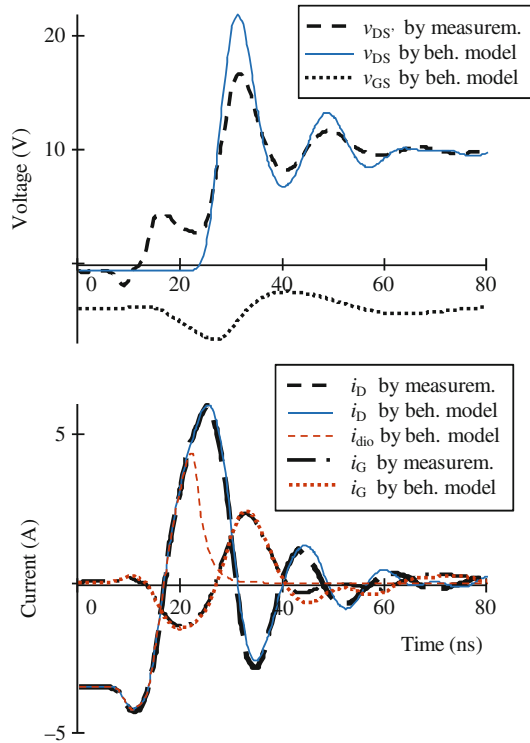 v_DS' by measurem.
v_DS by beh. model
v_GS by beh. model
Voltage (V)
20
10
0
20
40
60
80
i_D by measurem.
i_D by beh. model
i_dio by beh. model
i_G by measurem.
i_G by beh. model
Current (A)
5
0
20
40
60
80
Time (ns)
-5